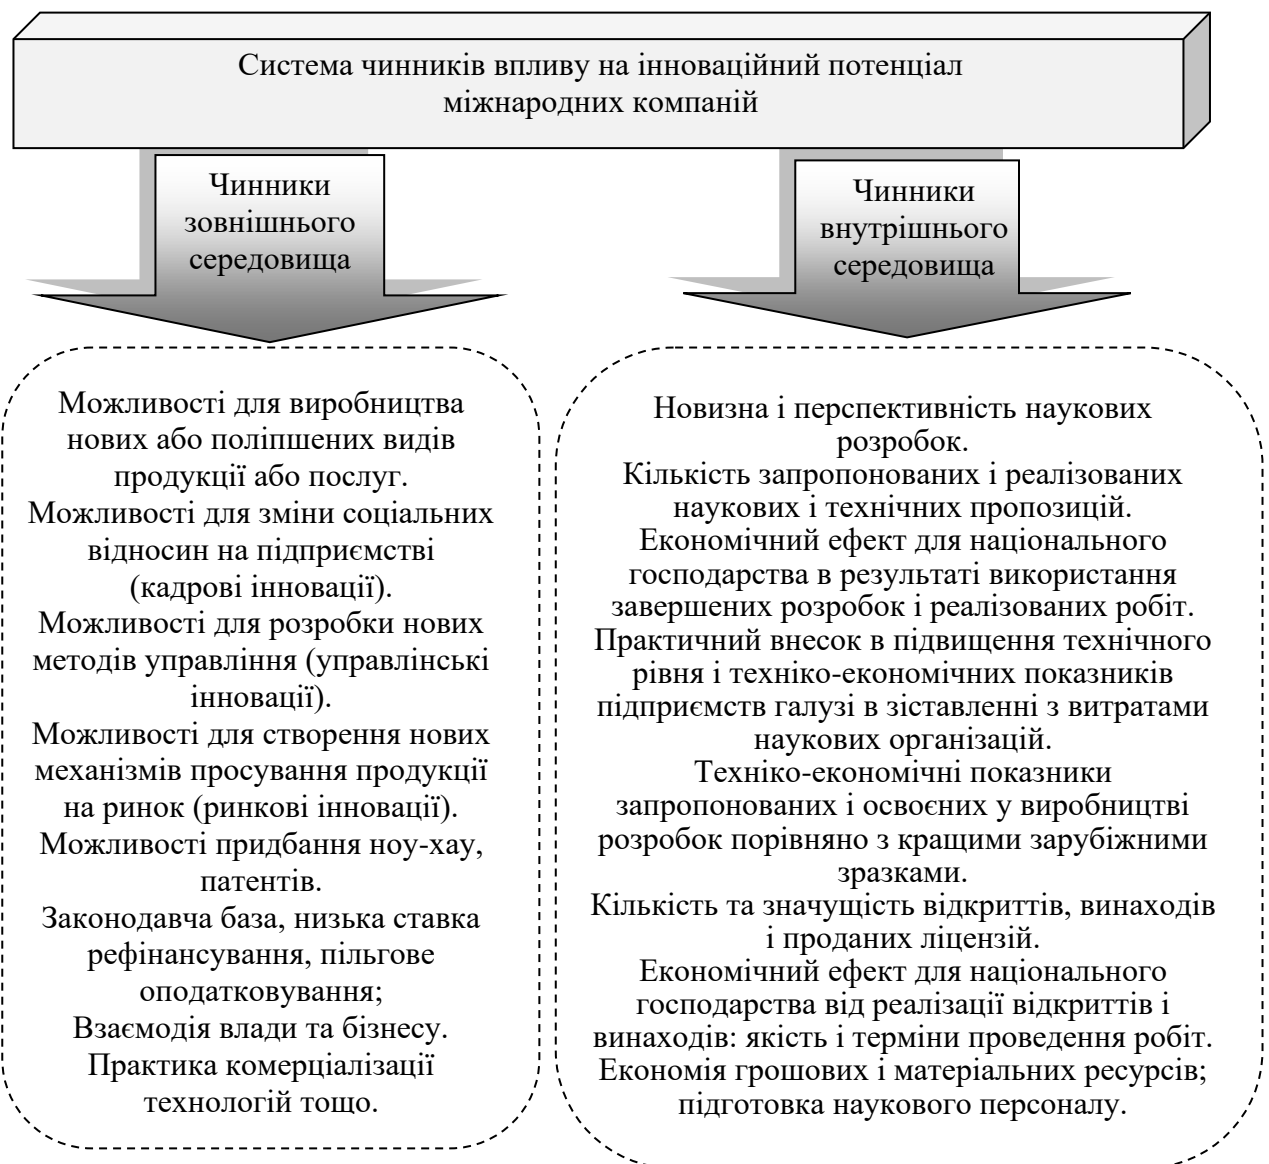 Система чинників впливу на інноваційний потенціал
міжнародних компаній
Чинники
зовнішнього
середовища
Чинники
внутрішнього
середовища
Можливості для виробництва
нових або поліпшених видів
продукції або послуг.
Можливості для зміни соціальних
відносин на підприємстві
(кадрові інновації).
Можливості для розробки нових
методів управління (управлінські
інновації).
Можливості для створення нових
механізмів просування продукції
на ринок (ринкові інновації).
Можливості придбання ноу-хау,
патентів.
Законодавча база, низька ставка
рефінансування, пільгове
оподатковування;
Взаємодія влади та бізнесу.
Практика комерціалізації
технологій тощо.
Новизна і перспективність наукових
розробок.
Кількість запропонованих і реалізованих
наукових і технічних пропозицій.
Економічний ефект для національного
господарства в результаті використання
завершених розробок і реалізованих робіт.
Практичний внесок в підвищення технічного
рівня і техніко-економічних показників
підприємств галузі в зіставленні з витратами
наукових організацій.
Техніко-економічні показники
запропонованих і освоєних у виробництві
розробок порівняно з кращими зарубіжними
зразками.
Кількість та значущість відкриттів, винаходів
і проданих ліцензій.
Економічний ефект для національного
господарства від реалізації відкриттів і
винаходів: якість і терміни проведення робіт.
Економія грошових і матеріальних ресурсів;
підготовка наукового персоналу.